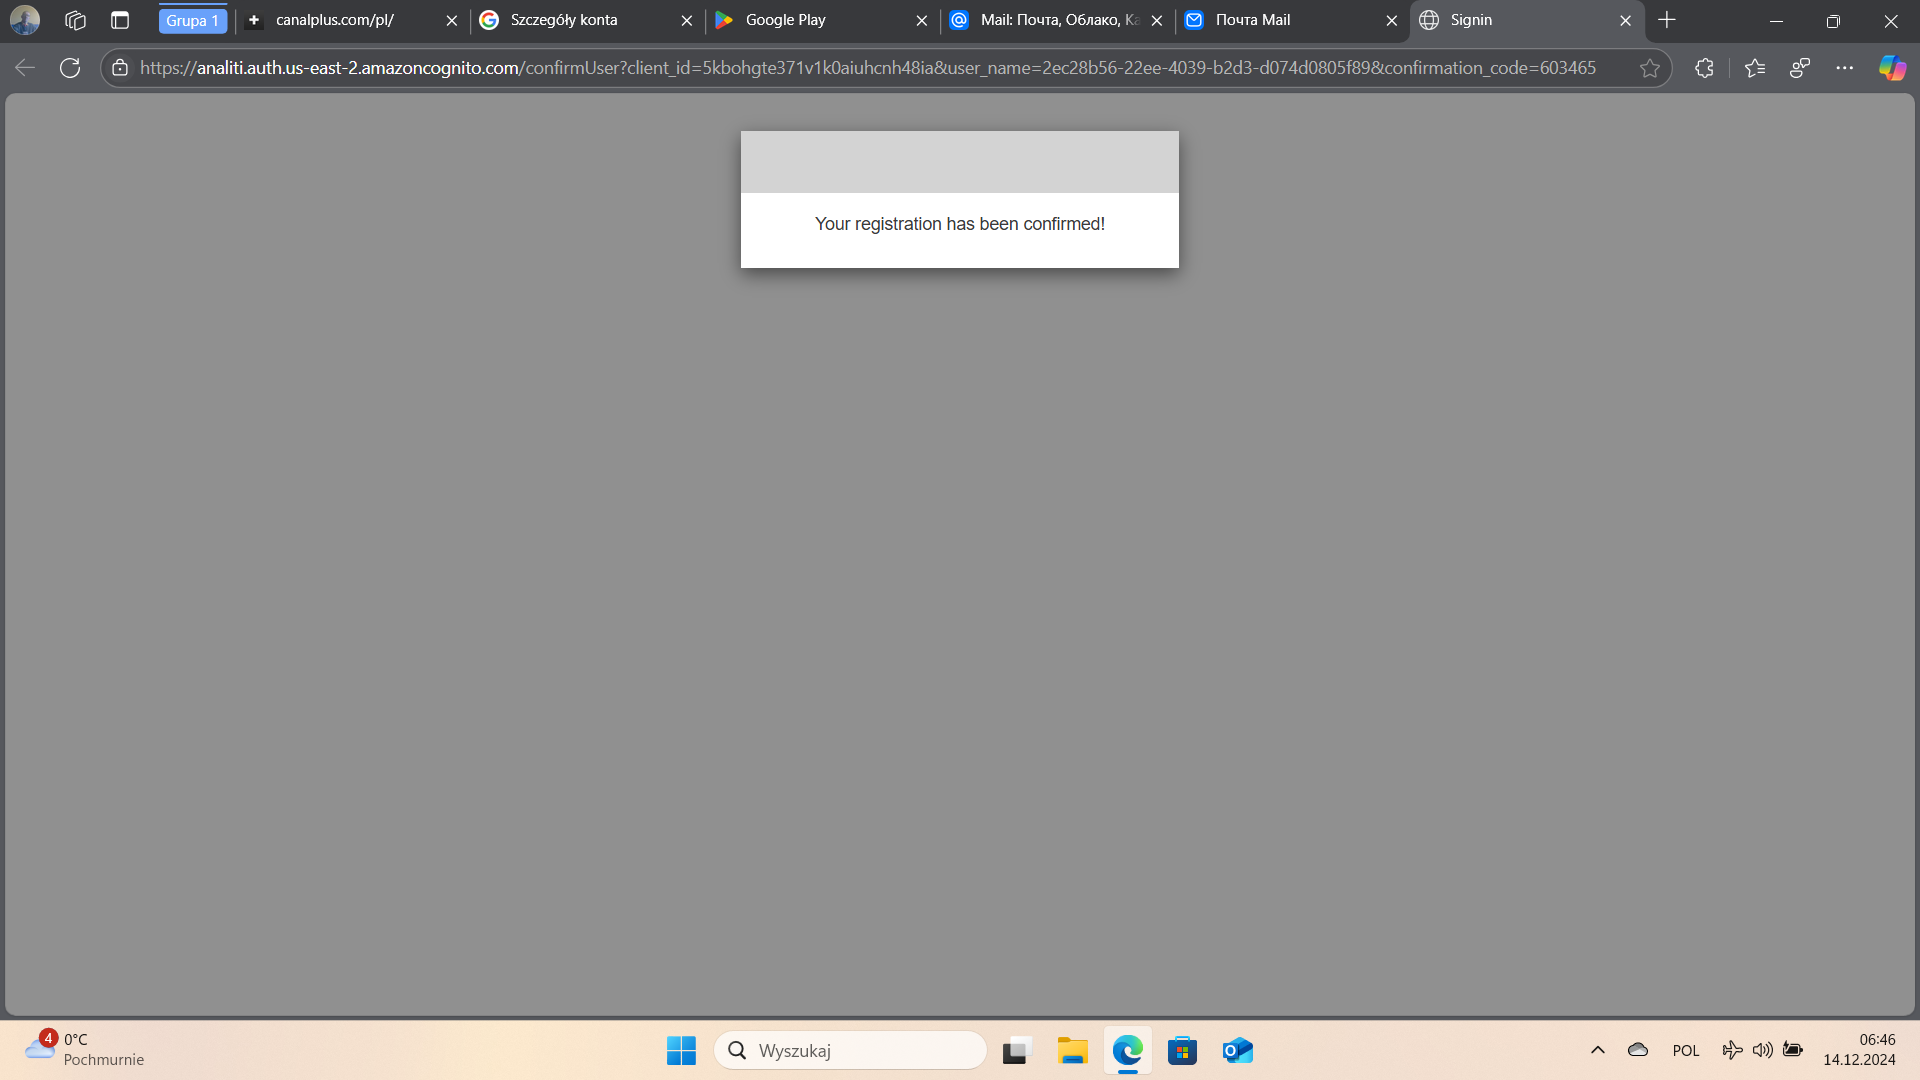 Grupa 1
canalplus.com/pl/
Szczegóły konta
Google Play
Mail: Почта, Облако, Ка
Почта Mail
Signin
https://analiti.auth.us-east-2.amazoncognito.com/confirmUser?client_id=5kbohgte371v1k0aiuhcnh48ia&user_name=2ec28b56-22ee-4039-b2d3-d074d0805f89&confirmation_code=603465
Your registration has been confirmed!
4
0°C
Pochmurnie
Wyszukaj
POL
06:46
14.12.2024